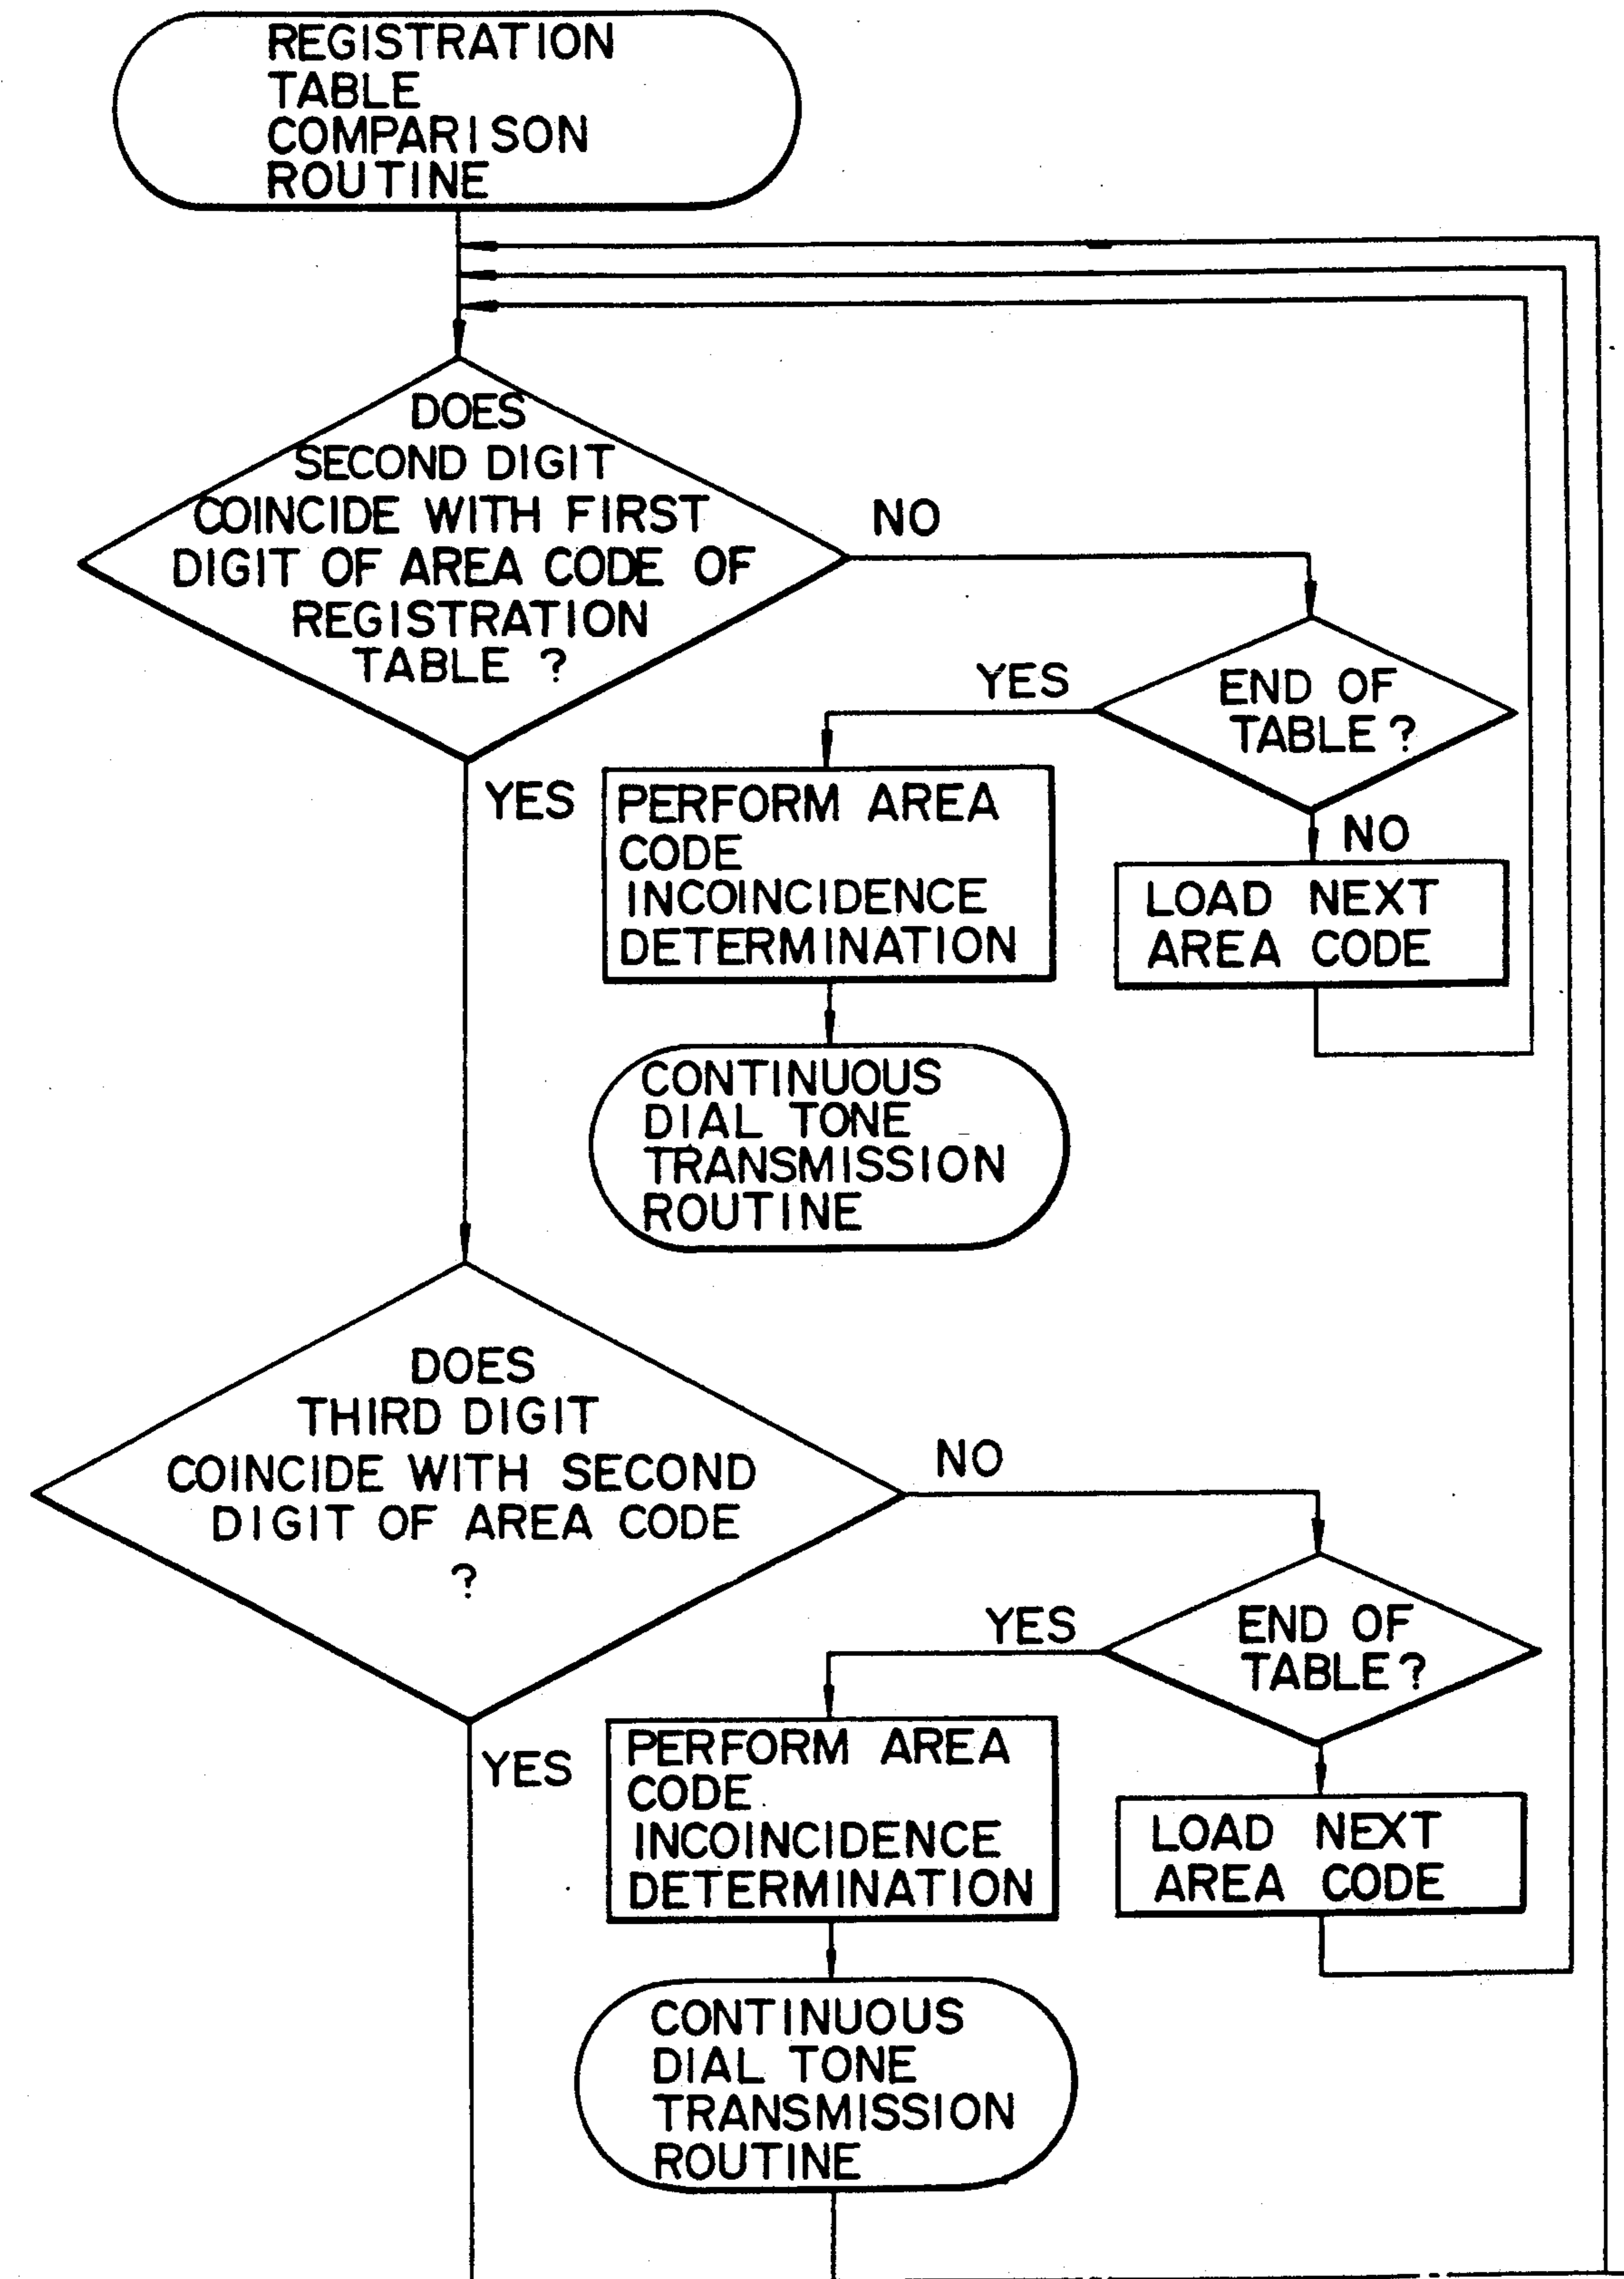 REGISTRATION
TABLE
COMPARISON
ROUTINE
DOES
SECOND DIGIT
COINCIDE WITH FIRST
DIGIT OF AREA CODE OF
REGISTRATION
TABLE ?
NO
YES
END OF
TABLE ?
YES
NO
PERFORM AREA
CODE
INCOINCIDENCE
DETERMINATION
LOAD NEXT
AREA CODE
CONTINUOUS
DIAL TONE
TRANSMISSION
ROUTINE
DOES
THIRD DIGIT
COINCIDE WITH SECOND
DIGIT OF AREA CODE
?
NO
YES
END OF
TABLE ?
YES
PERFORM AREA
CODE
INCOINCIDENCE
DETERMINATION
LOAD NEXT
AREA CODE
CONTINUOUS
DIAL TONE
TRANSMISSION
ROUTINE